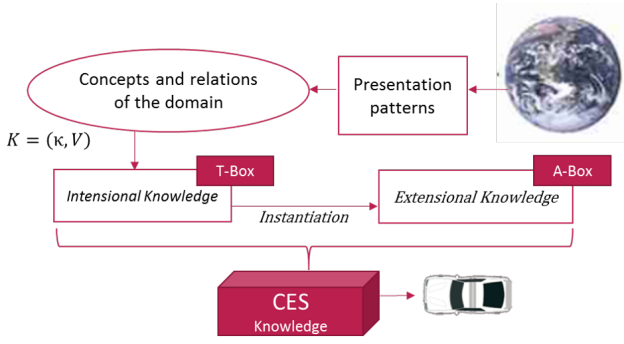 Concepts and relations
of the domain
Presentation
patterns
K = (κ, V)
T-Box
Intensional Knowledge
A-Box
Extensional Knowledge
Instantiation
CES
Knowledge